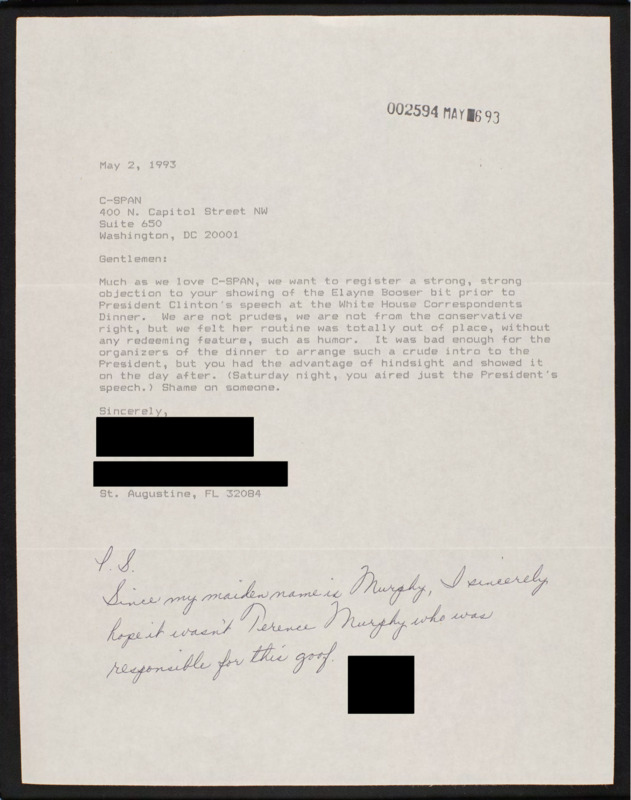 002594 MAY 6 93
May 2, 1993
C-SPAN
400 N. Capitol Street NW
Suite 650
Washington, DC 20001
Gentlemen:
Much as we love C-SPAN, we want to register a strong, strong
objection to your showing of the Elayne Booser bit prior to
President Clinton's speech at the White House Correspondents
Dinner.  We are not prudes, we are not from the conservative
right, but we felt her routine was totally out of place, without
any redeeming feature, such as humor.  It was bad enough for the
organizers of the dinner to arrange such a crude intro to the
President, but you had the advantage of hindsight and showed it
on the day after. (Saturday night, you aired just the President's
speech.) Shame on someone.
Sincerely,
St. Augustine, FL 32084
P.S.
Since my maiden name is Murphy, I sincerely
hope it wasn't Terence Murphy who was
responsible for this goof.